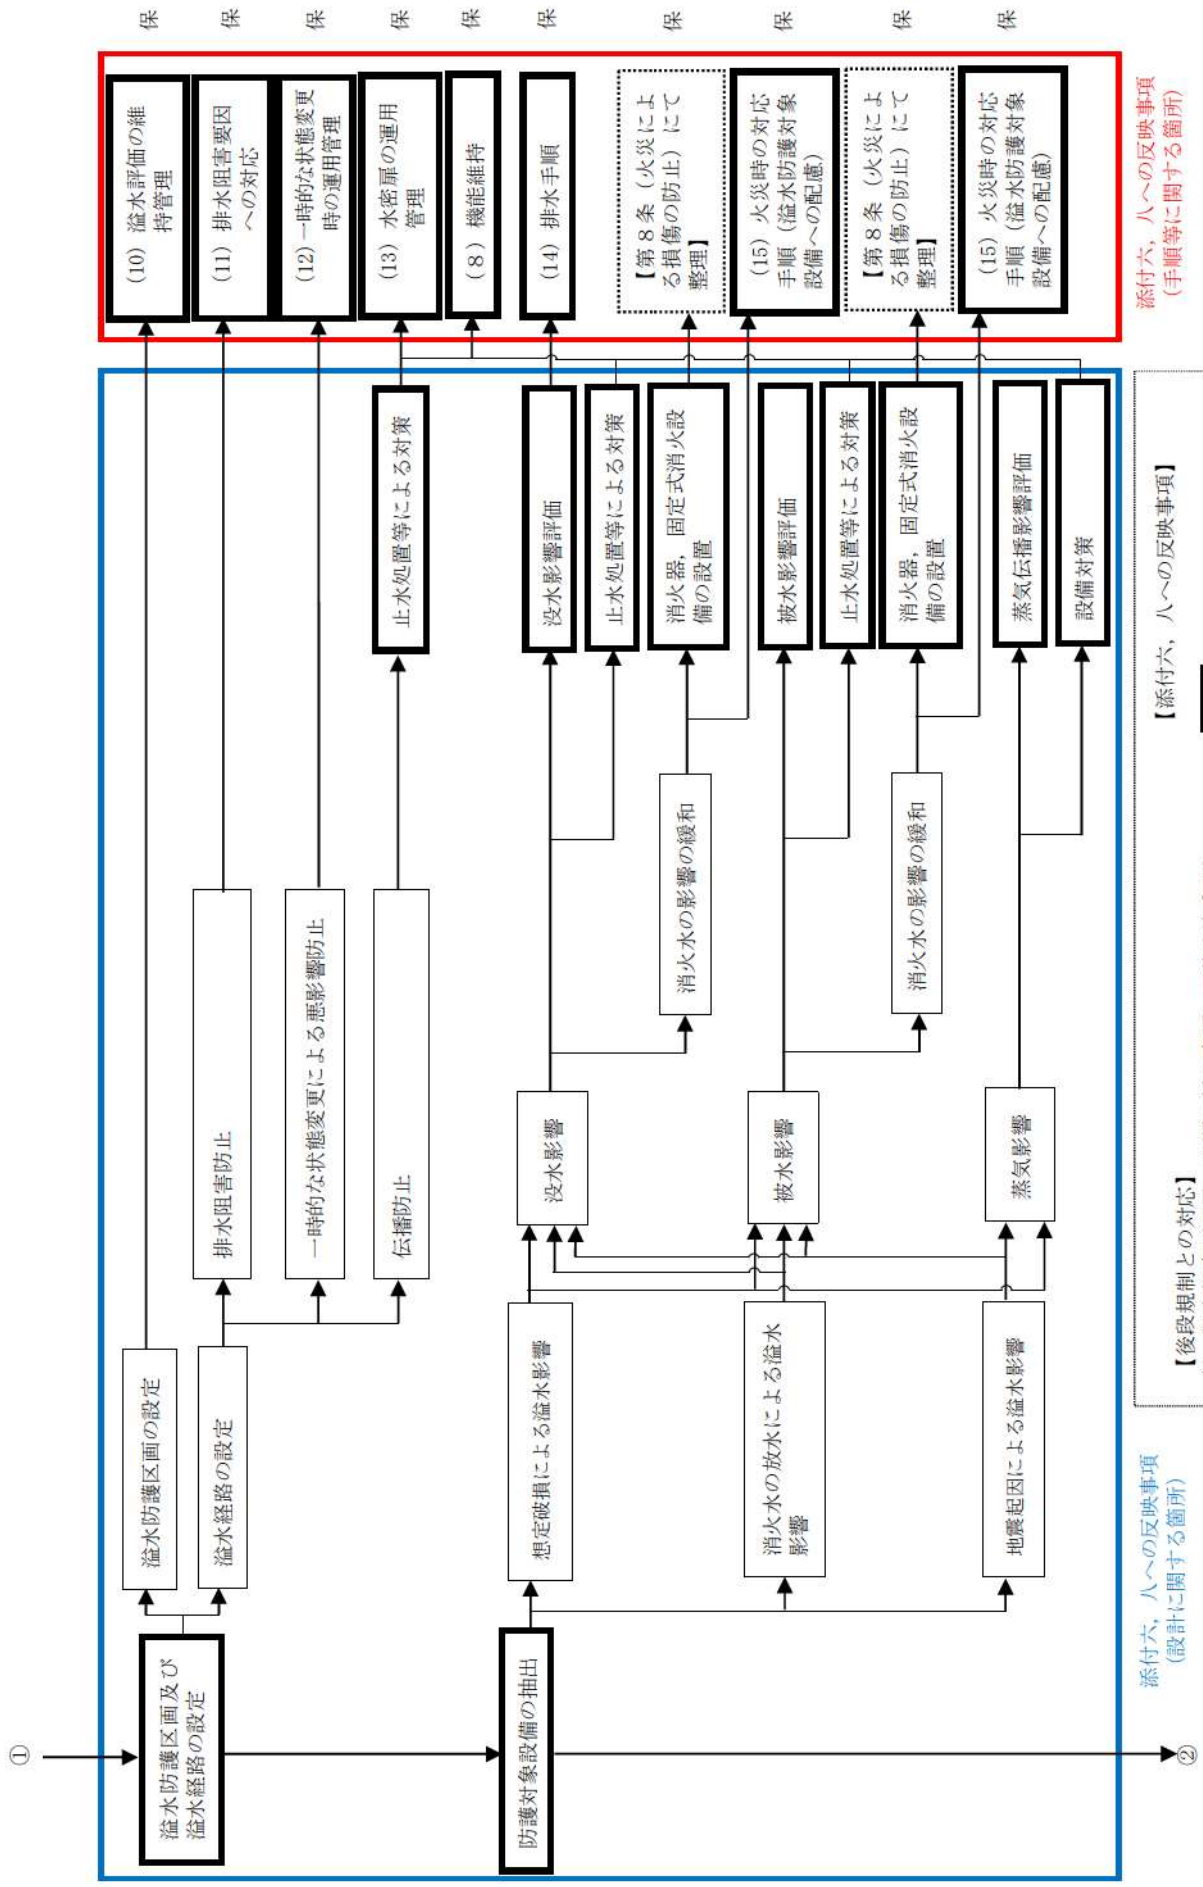 ①
溢水防護区画及び
溢水経路の設定
溢水防護区画の設定
(10) 溢水評価の維
持管理
保
溢水経路の設定
排水阻害防止
(11) 排水阻害要因
への対応
保
一時的な状態変更による悪影響防止
(12)一時的な状態変更
時の運用管理
保
伝播防止
止水処置等による対策
(13) 水密扉の運用
管理
保
(8) 機能維持
保
防護対象設備の抽出
想定破損による溢水影響
没水影響
没水影響評価
(14) 排水手順
保
止水処置等による対策
消火水の影響の緩和
消火器，固定式消火設
備の設置
【第8条（火災によ
る損傷の防止）にて
整理】
保
消火水の放水による溢水
影響
被水影響
被水影響評価
(15) 火災時の対応
手順（溢水防護対象
設備への配慮）
保
止水処置等による対策
消火水の影響の緩和
消火器，固定式消火設
備の設置
【第8条（火災によ
る損傷の防止）にて
整理】
保
地震起因による溢水影響
蒸気影響
蒸気伝播影響評価
(15) 火災時の対応
手順（溢水防護対象
設備への配慮）
保
設備対策
②
添付六，八への反映事項
（設計に関する箇所）
添付六，八への反映事項
（手順等に関する箇所）
【後段規制との対応】
【添付六，八への反映事項】